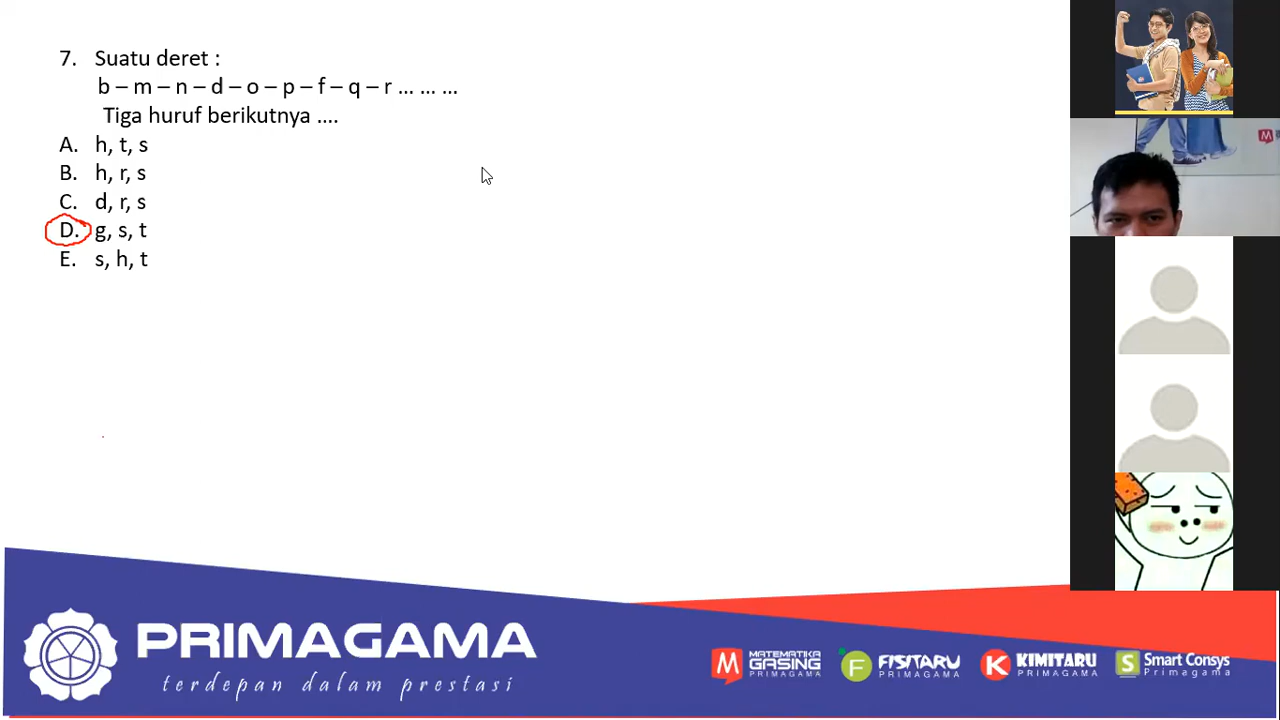 7. Suatu deret :
b – m – n – d – o – p – f – q – r ... ... ...
Tiga huruf berikutnya ....
A. h, t, s
B. h, r, s
C. d, r, s
D. g, s, t
E. s, h, t
PRIMAGAMA
terdepan dalam prestasi
M MATEMATIKA GASING PRIMAGAMA
F FISITARU PRIMAGAMA
K KIMITARU PRIMAGAMA
S Smart Consys Primagama
M